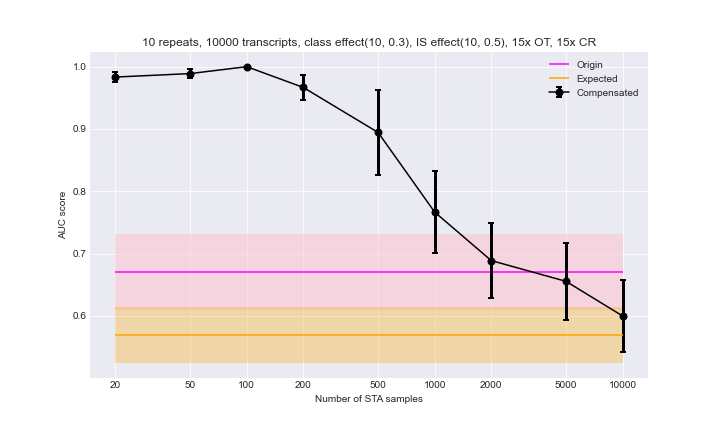 10 repeats, 10000 transcripts, class effect(10, 0.3), IS effect(10, 0.5), 15x OT, 15x CR
Origin
Expected
Compensated
AUC score
1.0
0.9
0.8
0.7
0.6
20 50 100 200 500 1000 2000 5000 10000
Number of STA samples